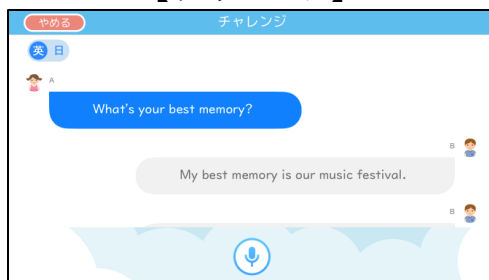 やめる
チャレンジ
英 日
A
What's your best memory?
B
My best memory is our music festival.
B